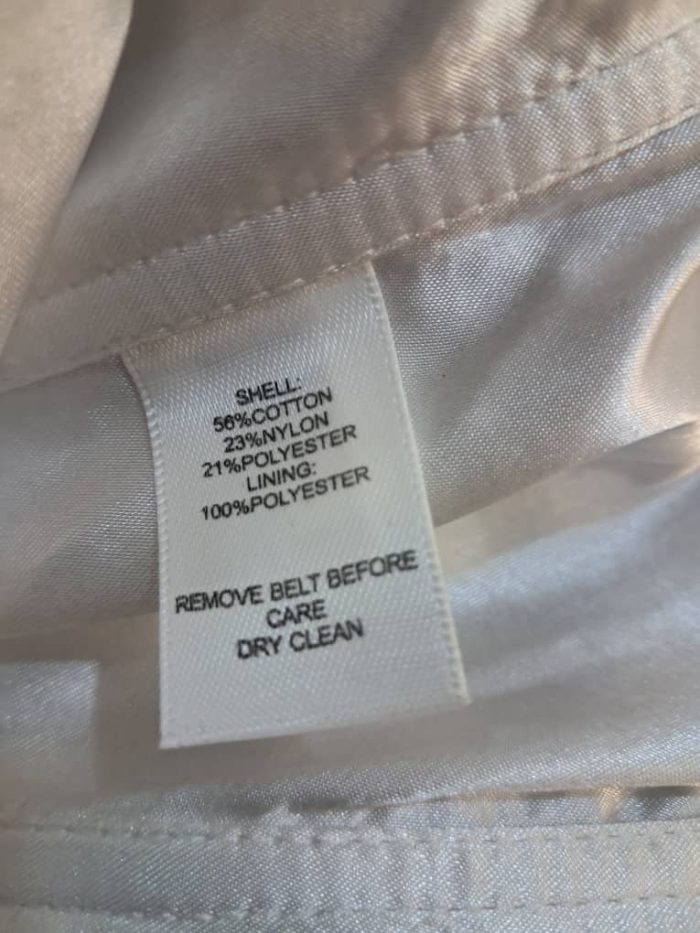 SHELL:
56%COTTON
23%NYLON
21%POLYESTER
LINING:
100%POLYESTER
REMOVE BELT BEFORE
CARE
DRY CLEAN